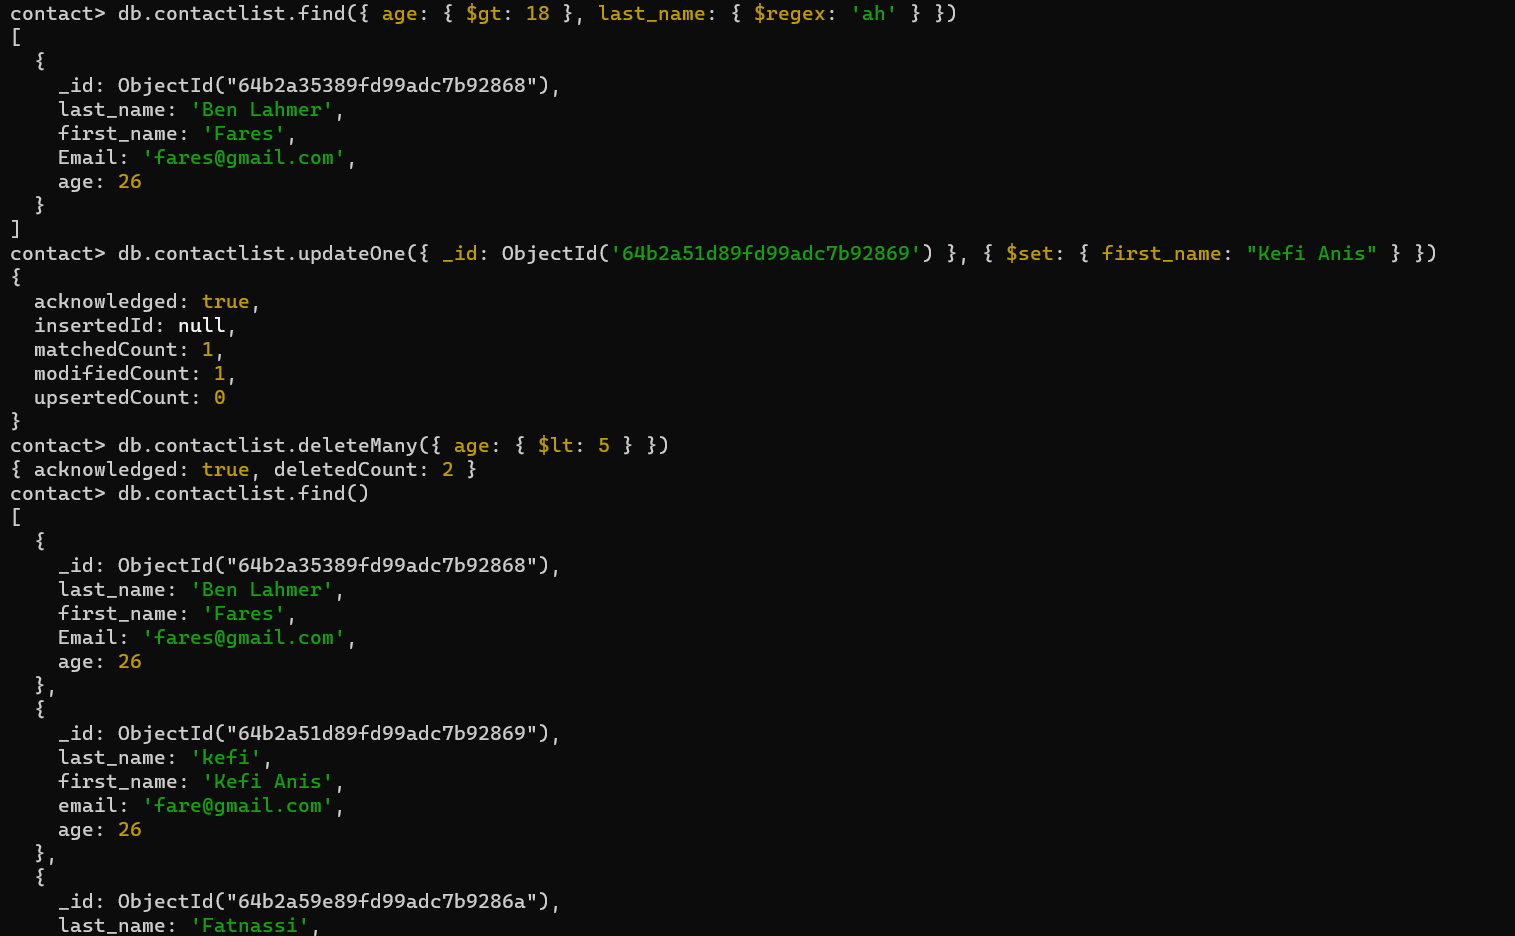 contact> db.contactlist.find({ age: { $gt: 18 }, last_name: { $regex: 'ah' } })
[
  {
    _id: ObjectId("64b2a35389fd99adc7b92868"),
    last_name: 'Ben Lahmer',
    first_name: 'Fares',
    Email: 'fares@gmail.com',
    age: 26
  }
]
contact> db.contactlist.updateOne({ _id: ObjectId('64b2a51d89fd99adc7b92869') }, { $set: { first_name: "Kefi Anis" } })
{
  acknowledged: true,
  insertedId: null,
  matchedCount: 1,
  modifiedCount: 1,
  upsertedCount: 0
}
contact> db.contactlist.deleteMany({ age: { $lt: 5 } })
{ acknowledged: true, deletedCount: 2 }
contact> db.contactlist.find()
[
  {
    _id: ObjectId("64b2a35389fd99adc7b92868"),
    last_name: 'Ben Lahmer',
    first_name: 'Fares',
    Email: 'fares@gmail.com',
    age: 26
  },
  {
    _id: ObjectId("64b2a51d89fd99adc7b92869"),
    last_name: 'kefi',
    first_name: 'Kefi Anis',
    email: 'fare@gmail.com',
    age: 26
  },
  {
    _id: ObjectId("64b2a59e89fd99adc7b9286a"),
    last_name: 'Fatnassi',